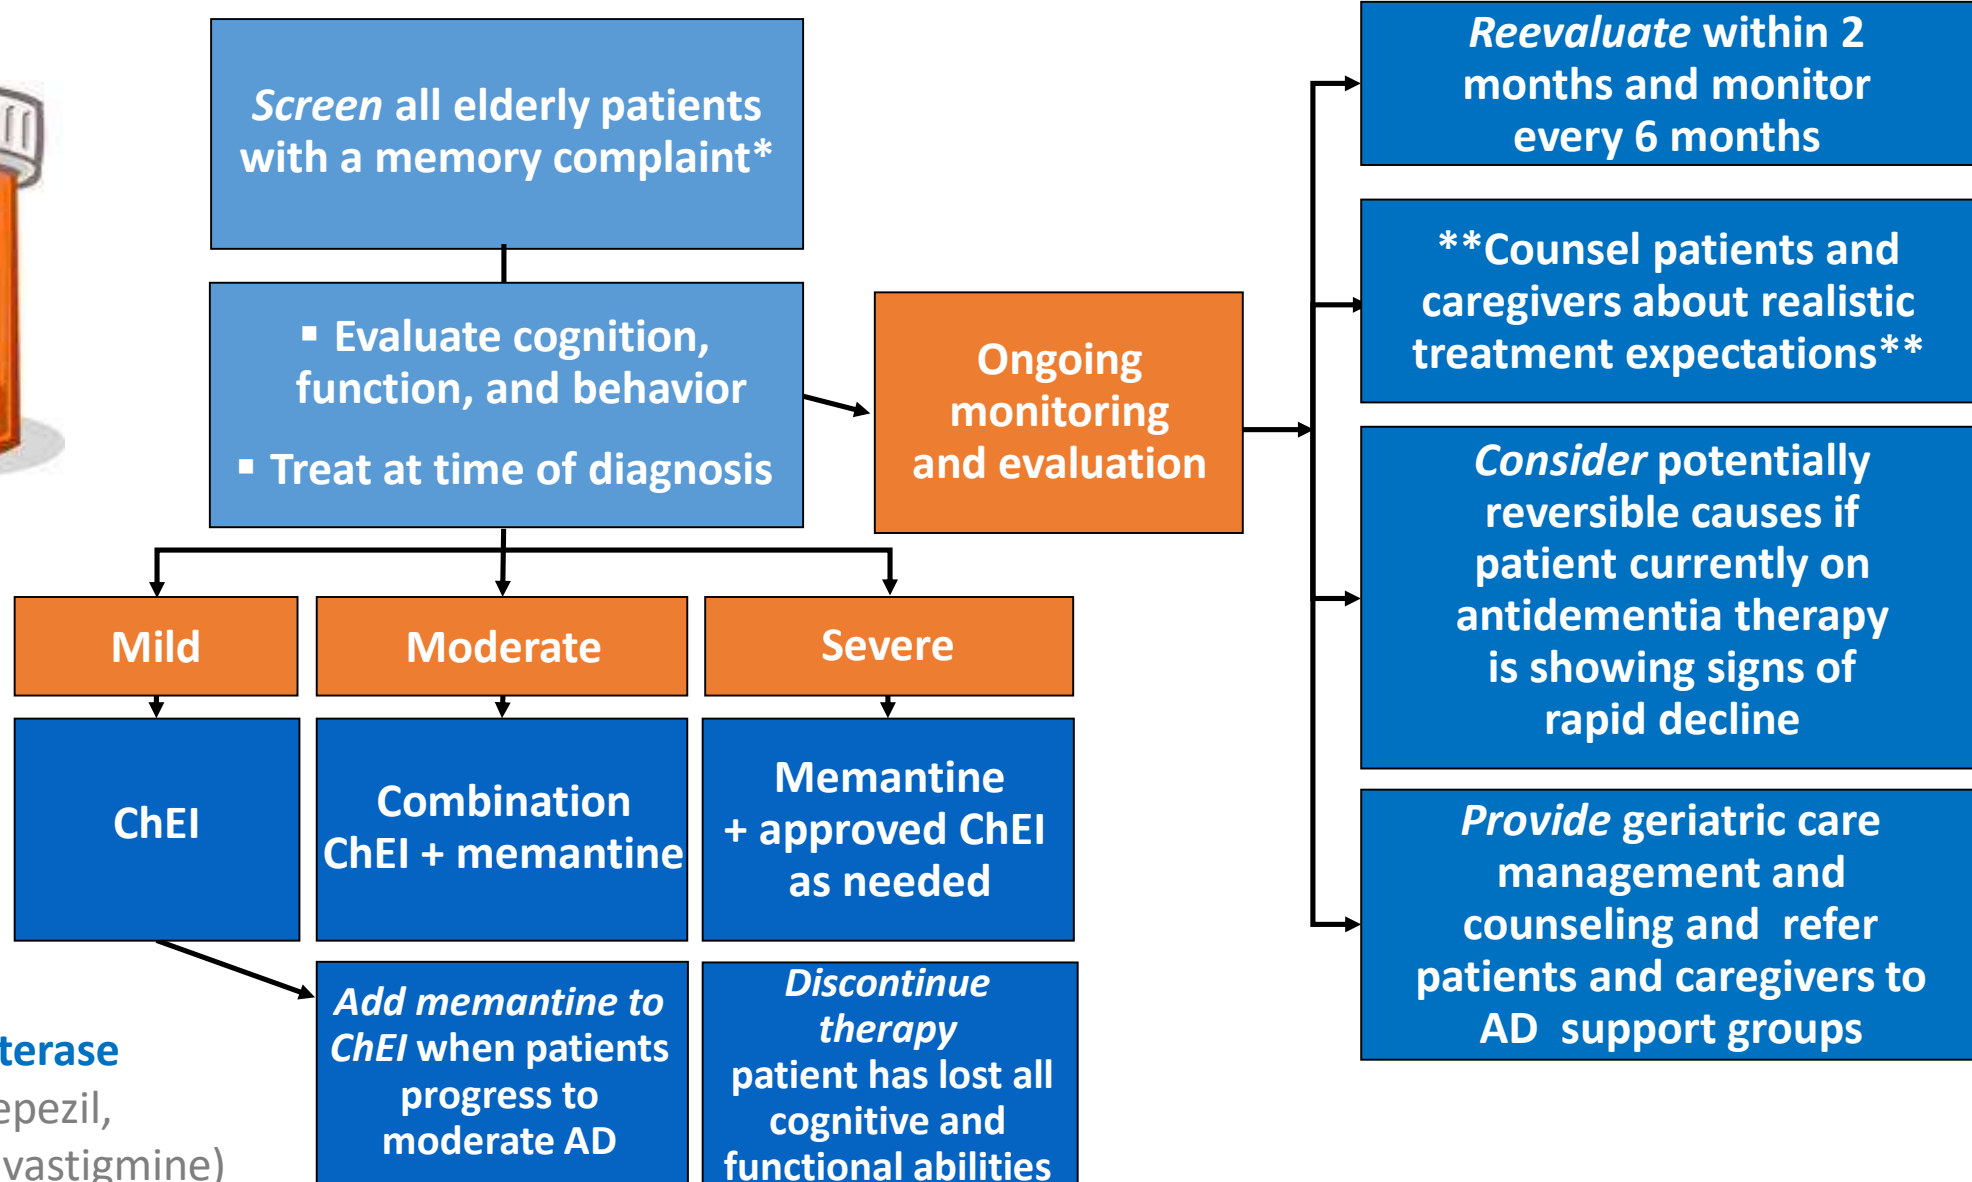 Screen all elderly patients
with a memory complaint*
▪ Evaluate cognition,
function, and behavior
▪ Treat at time of diagnosis
Ongoing
monitoring
and evaluation
Mild
Moderate
Severe
ChEI
Combination
ChEI + memantine
Memantine
+ approved ChEI
as needed
Add memantine to
ChEI when patients
progress to
moderate AD
Discontinue
therapy
patient has lost all
cognitive and
functional abilities
Reevaluate within 2
months and monitor
every 6 months
**Counsel patients and
caregivers about realistic
treatment expectations**
Consider potentially
reversible causes if
patient currently on
antidementia therapy
is showing signs of
rapid decline
Provide geriatric care
management and
counseling and  refer
patients and caregivers to
AD  support groups
terase
epezil,
vastigmine)